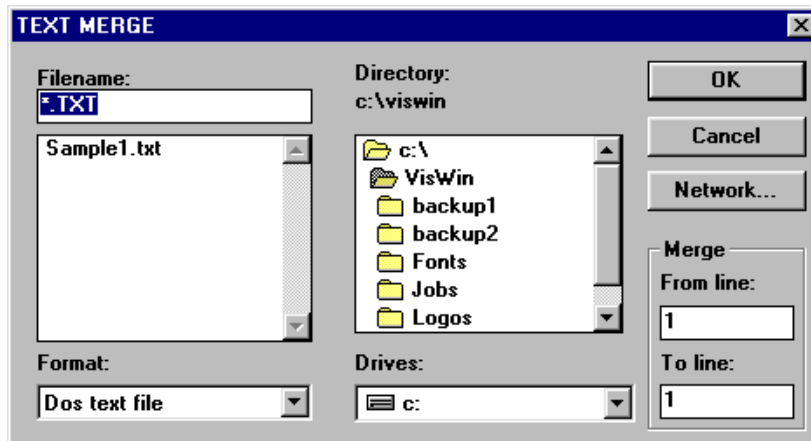 TEXT MERGE
Filename:
*.TXT
Sample1.txt
Format:
Dos text file
Directory:
c:\viswin
c:\
VisWin
backup1
backup2
Fonts
Jobs
Logos
Drives:
c:
OK
Cancel
Network...
Merge
From line:
1
To line:
1